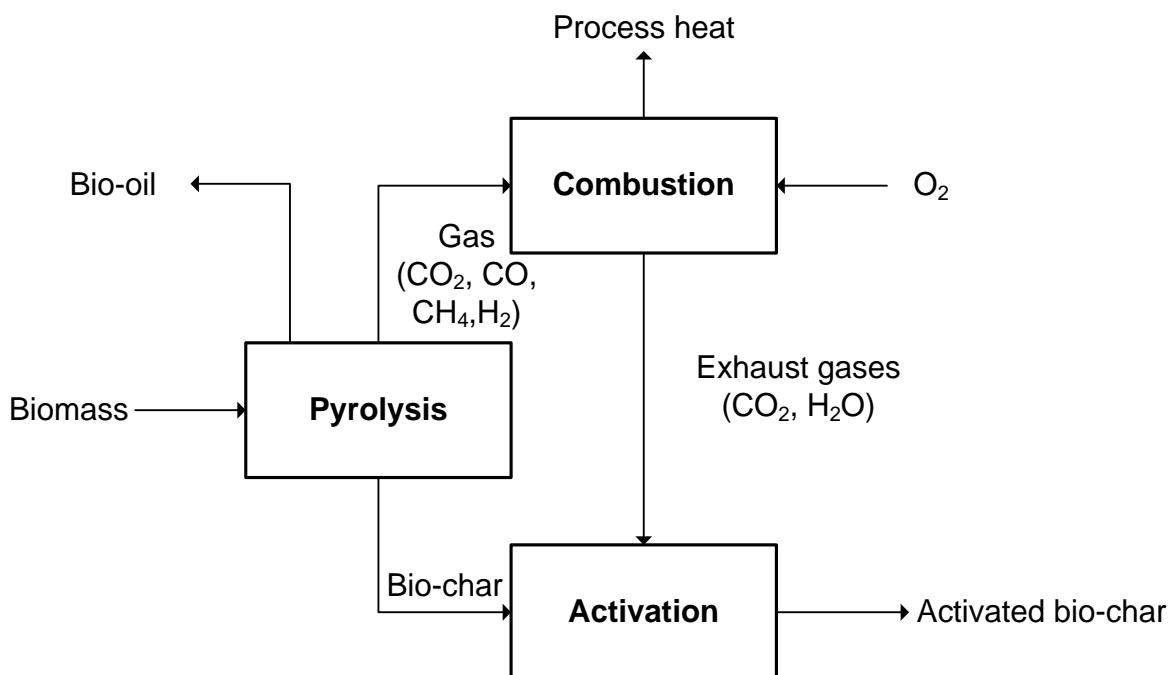 Process heat
Bio-oil
Combustion
O₂
Gas
(CO₂, CO,
CH₄,H₂)
Exhaust gases
(CO₂, H₂O)
Biomass
Pyrolysis
Bio-char
Activation
Activated bio-char